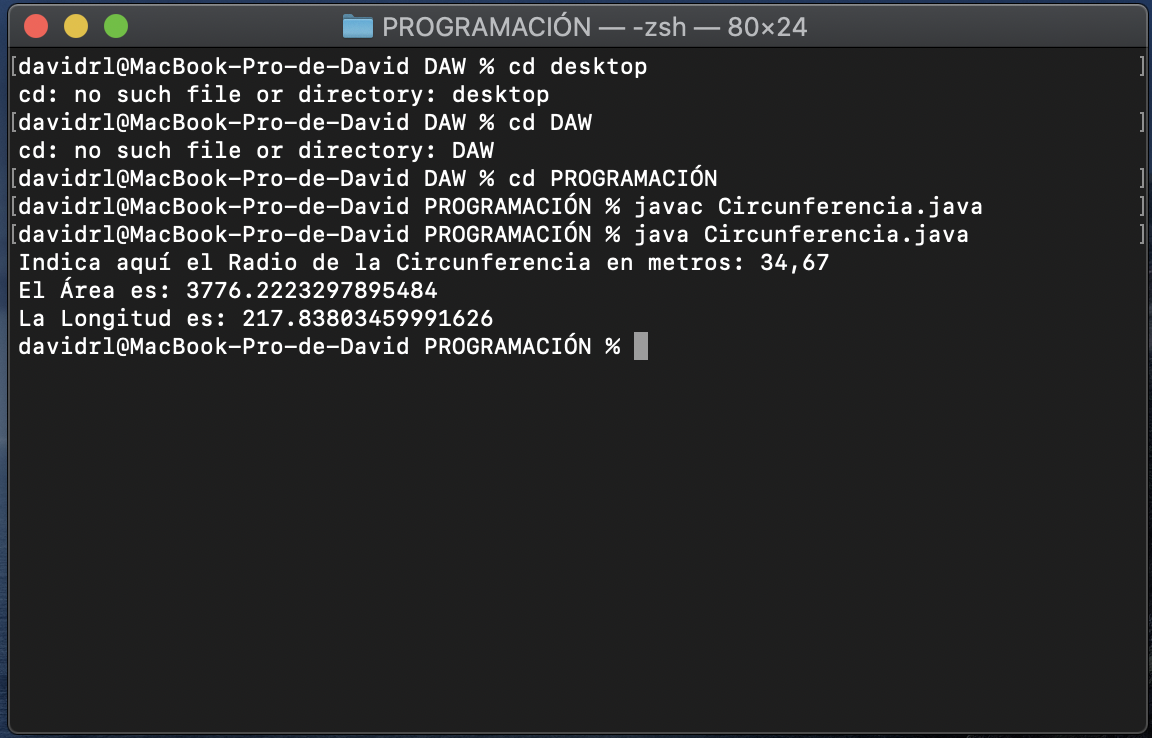 PROGRAMACIÓN — -zsh — 80×24
[davidrl@MacBook-Pro-de-David DAW % cd desktop ]
cd: no such file or directory: desktop
[davidrl@MacBook-Pro-de-David DAW % cd DAW ]
cd: no such file or directory: DAW
[davidrl@MacBook-Pro-de-David DAW % cd PROGRAMACIÓN ]
[davidrl@MacBook-Pro-de-David PROGRAMACIÓN % javac Circunferencia.java ]
[davidrl@MacBook-Pro-de-David PROGRAMACIÓN % java Circunferencia.java ]
Indica aquí el Radio de la Circunferencia en metros: 34,67
El Área es: 3776.2223297895484
La Longitud es: 217.83803459991626
davidrl@MacBook-Pro-de-David PROGRAMACIÓN %